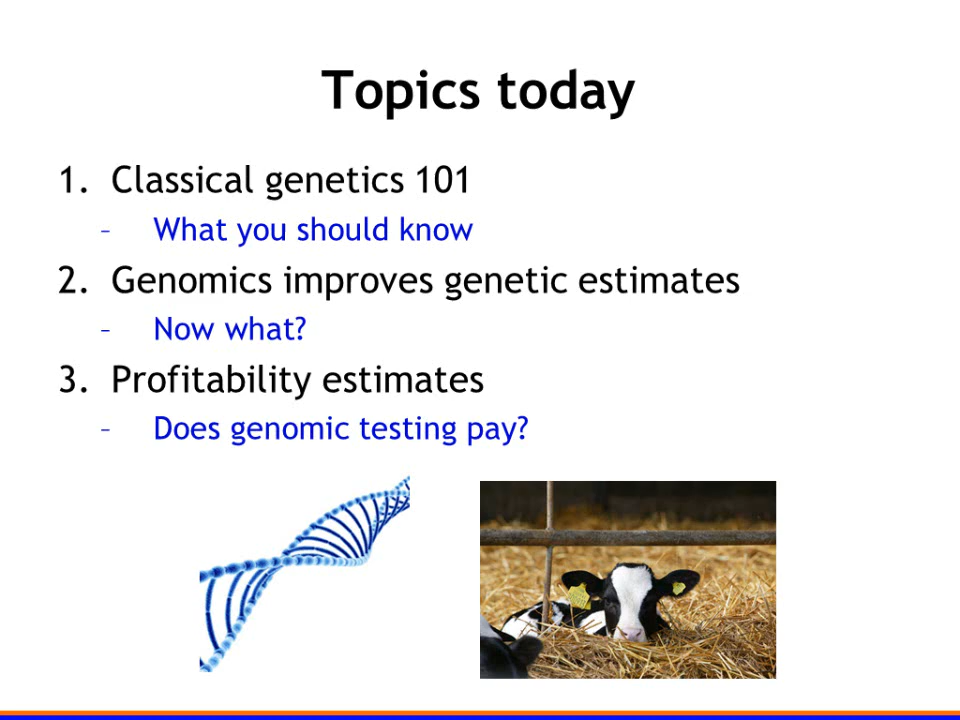 Topics today
1. Classical genetics 101
– What you should know
2. Genomics improves genetic estimates
– Now what?
3. Profitability estimates
– Does genomic testing pay?